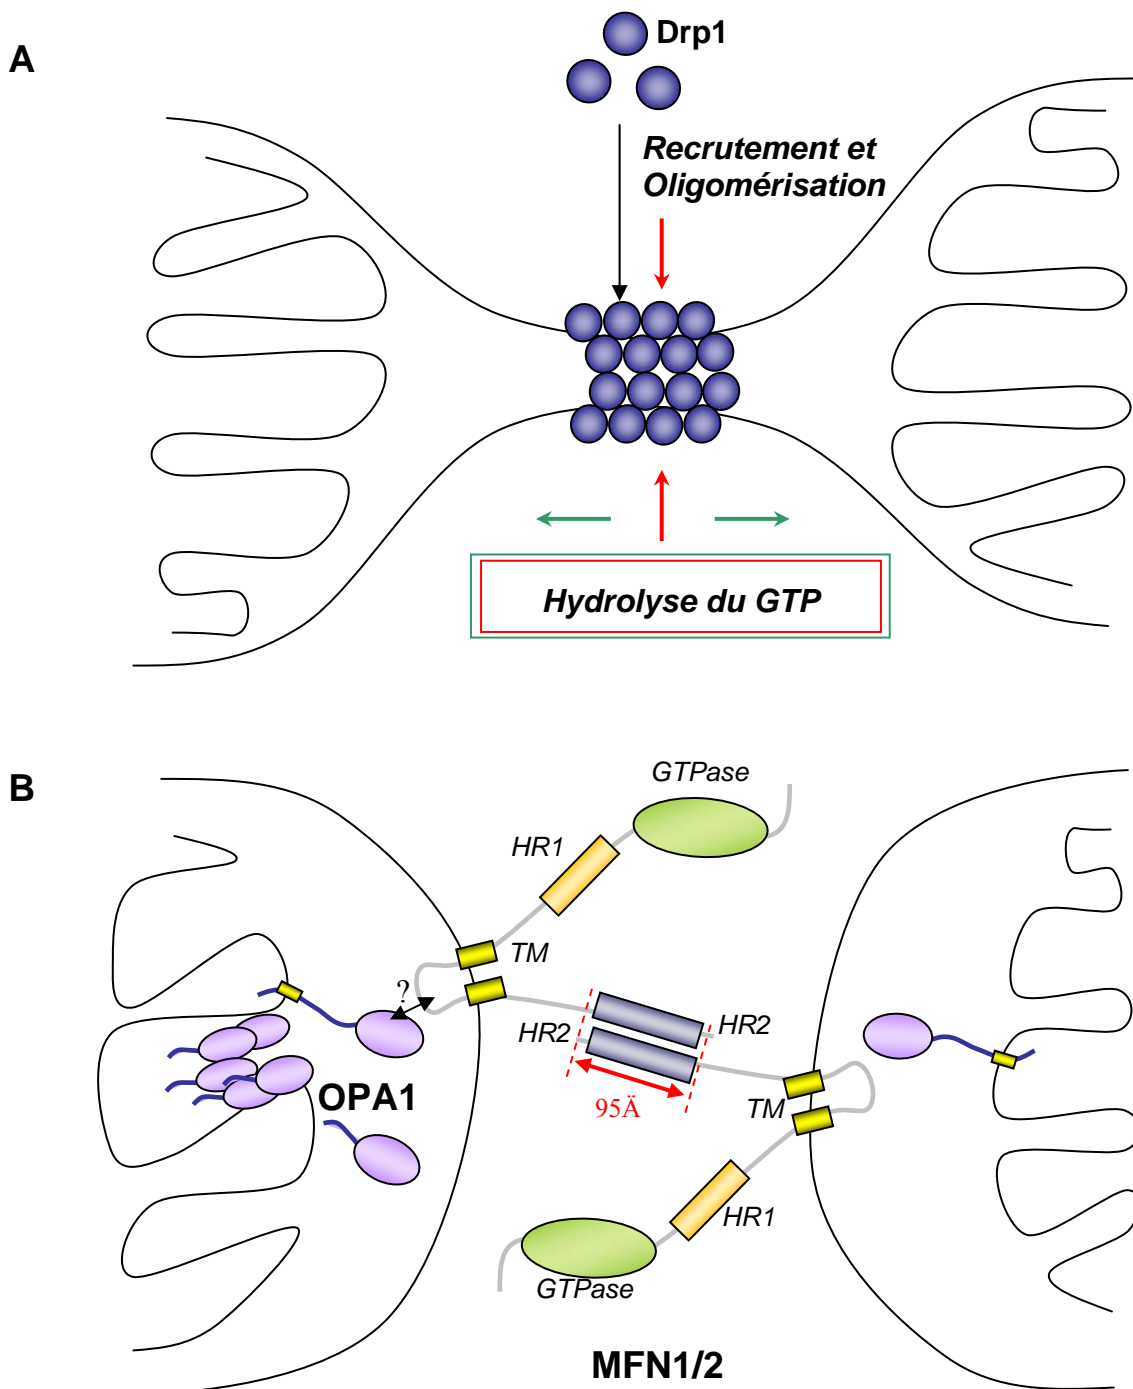 A
Drp1
Recrutement et
Oligomérisation
Hydrolyse du GTP
B
GTPase
HR1
TM
?
HR2
HR2
OPA1
95Ä
TM
HR1
GTPase
MFN1/2